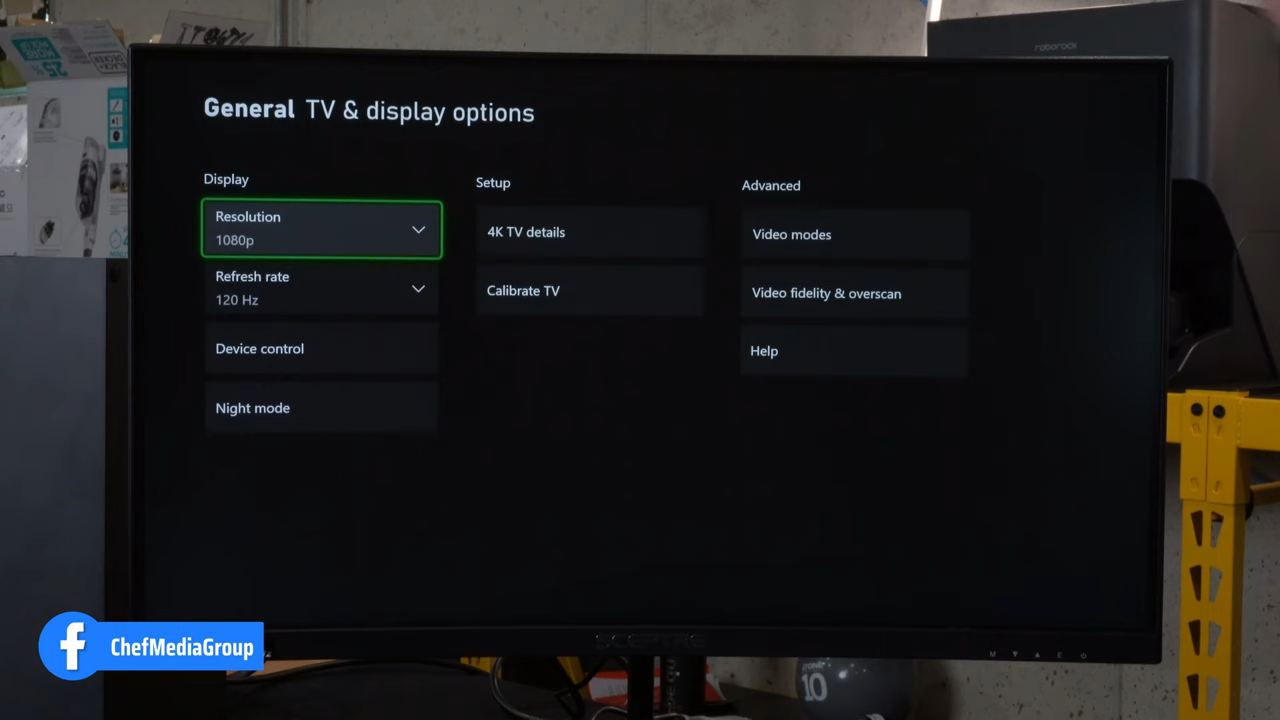 roborock
General TV & display options
Display
Resolution
1080p
Refresh rate
120 Hz
Device control
Night mode
Setup
4K TV details
Calibrate TV
Advanced
Video modes
Video fidelity & overscan
Help
SCEPTRE
M
E
10
ChefMediaGroup